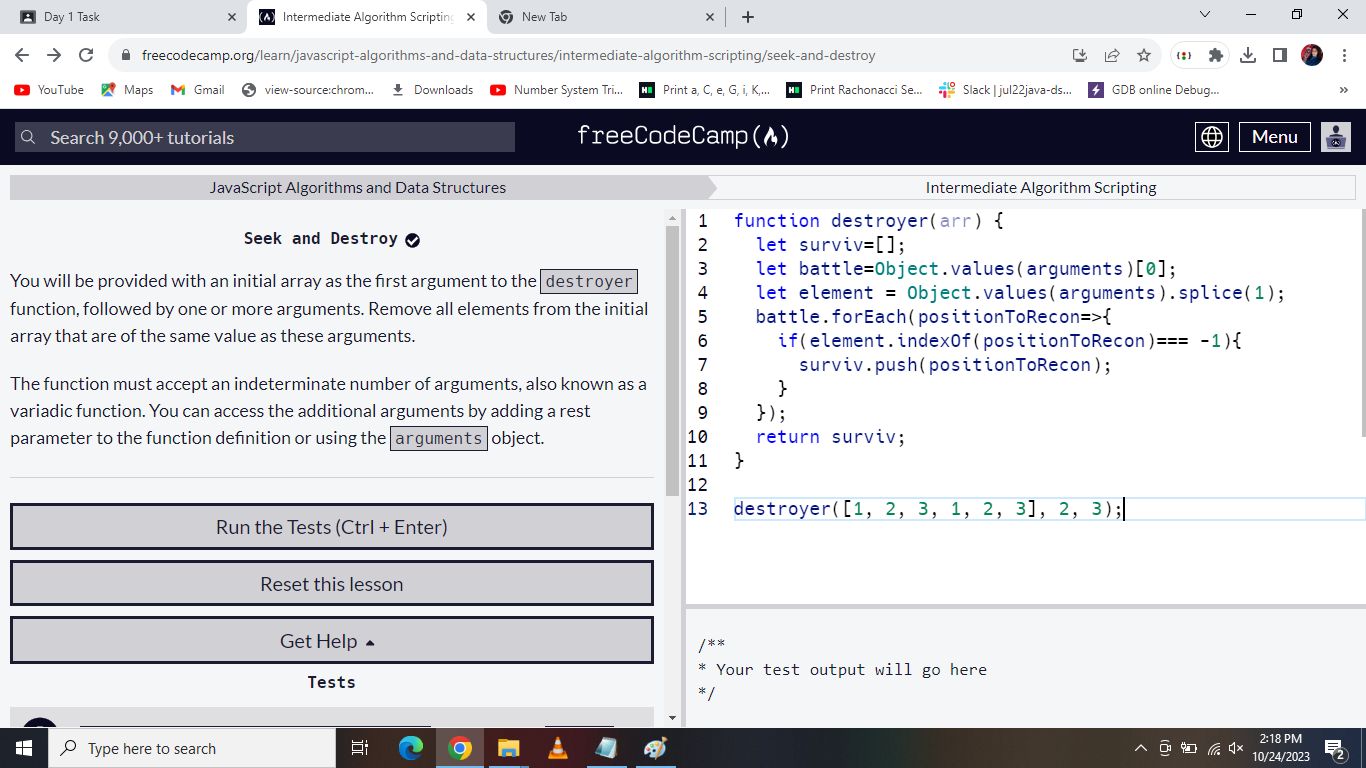 Day 1 Task
Intermediate Algorithm Scripting
New Tab
freecodecamp.org/learn/javascript-algorithms-and-data-structures/intermediate-algorithm-scripting/seek-and-destroy
YouTube
Maps
Gmail
view-source:chrom...
Downloads
Number System Tri...
Print a, C, e, G, i, K,...
Print Rachonacci Se...
Slack | jul22java-ds...
GDB online Debug...
»
Search 9,000+ tutorials
freeCodeCamp
Menu
JavaScript Algorithms and Data Structures
Intermediate Algorithm Scripting
Seek and Destroy
You will be provided with an initial array as the first argument to the destroyer
function, followed by one or more arguments. Remove all elements from the initial
array that are of the same value as these arguments.
The function must accept an indeterminate number of arguments, also known as a
variadic function. You can access the additional arguments by adding a rest
parameter to the function definition or using the arguments object.
Run the Tests (Ctrl + Enter)
Reset this lesson
Get Help
Tests
1 function destroyer(arr) {
2 let surviv=[];
3 let battle=Object.values(arguments)[0];
4 let element = Object.values(arguments).splice(1);
5 battle.forEach(positionToRecon=>{
6 if(element.indexOf(positionToRecon)=== -1){
7 surviv.push(positionToRecon);
8 }
9 });
10 return surviv;
11 }
12
13 destroyer([1, 2, 3, 1, 2, 3], 2, 3);
/**
* Your test output will go here
*/
Type here to search
2:18 PM
10/24/2023
2